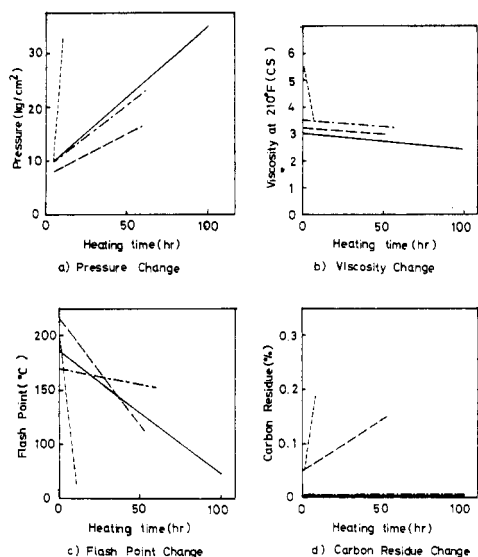 30
20
10
0
Pressure (kg/cm²)
0 50 100
Heating time (hr)
a) Pressure Change
6
5
4
3
2
1
0
Viscosity at 210°F (CS)
0 50 100
Heating time (hr)
b) Viscosity Change
200
150
100
50
0
Flash Point (°C)
0 50 100
Heating time (hr)
c) Flash Point Change
0.3
0.2
0.1
0
Carbon Residue (%)
0 50 100
Heating time (hr)
d) Carbon Residue Change